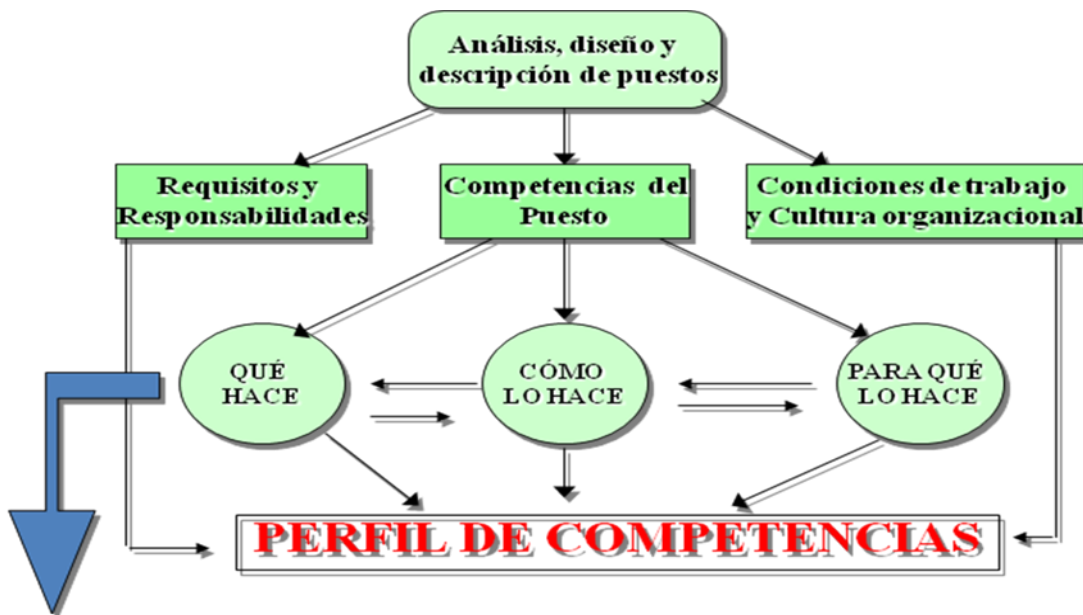 Análisis, diseño y
descripción de puestos
Requisitos y
Responsabilidades
Competencias del
Puesto
Condiciones de trabajo
y Cultura organizacional
QUÉ
HACE
CÓMO
LO HACE
PARA QUÉ
LO HACE
PERFIL DE COMPETENCIAS